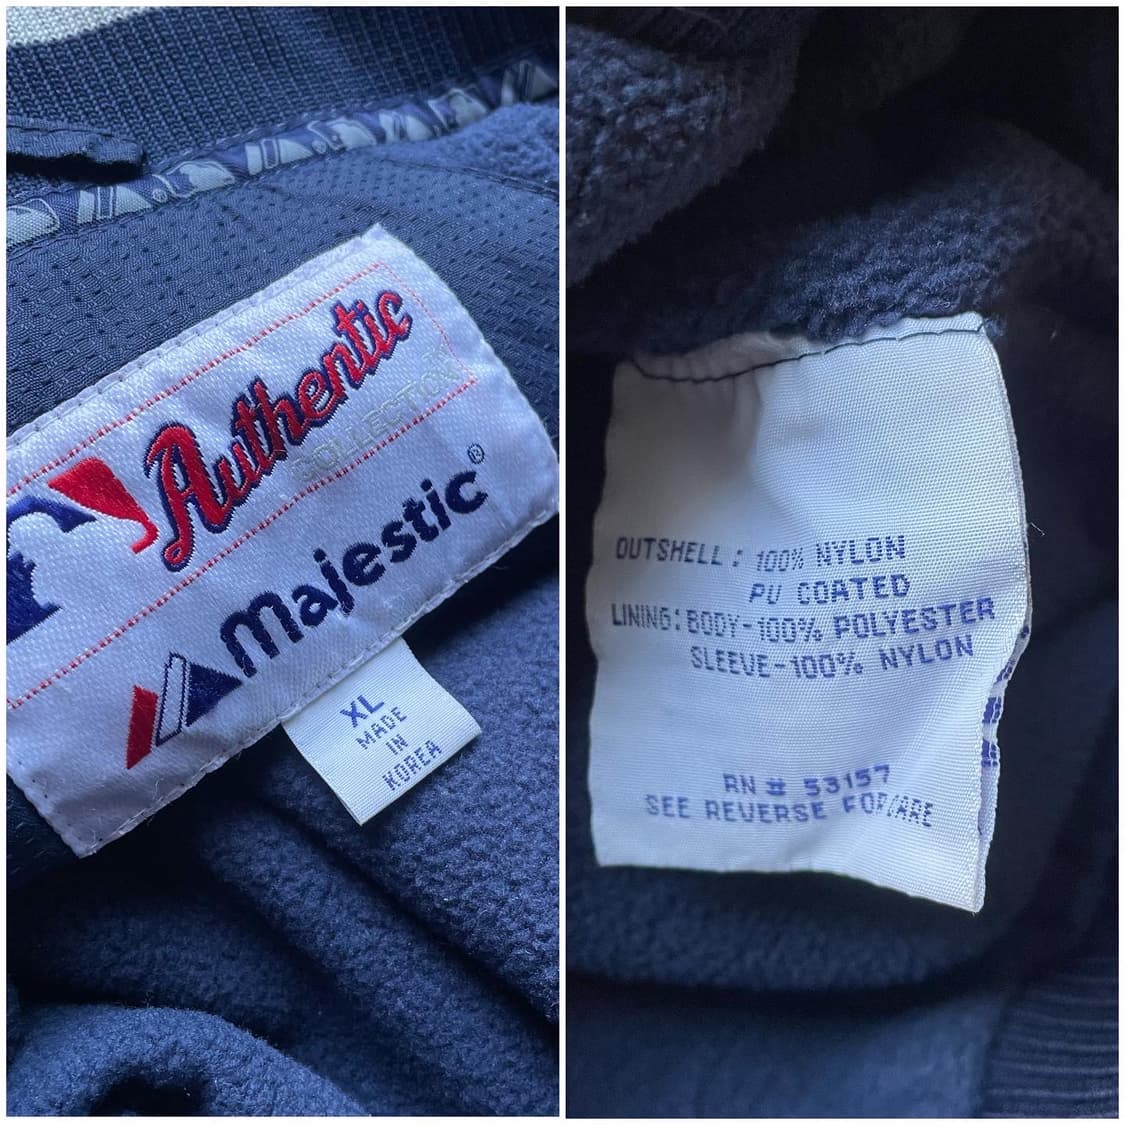 Authentic
COLLECTION
Majestic®
XL
MADE
IN
KOREA
OUTSHELL: 100% NYLON
PU COATED
LINING: BODY-100% POLYESTER
SLEEVE-100% NYLON
RN # 53157
SEE REVERSE FOR CARE